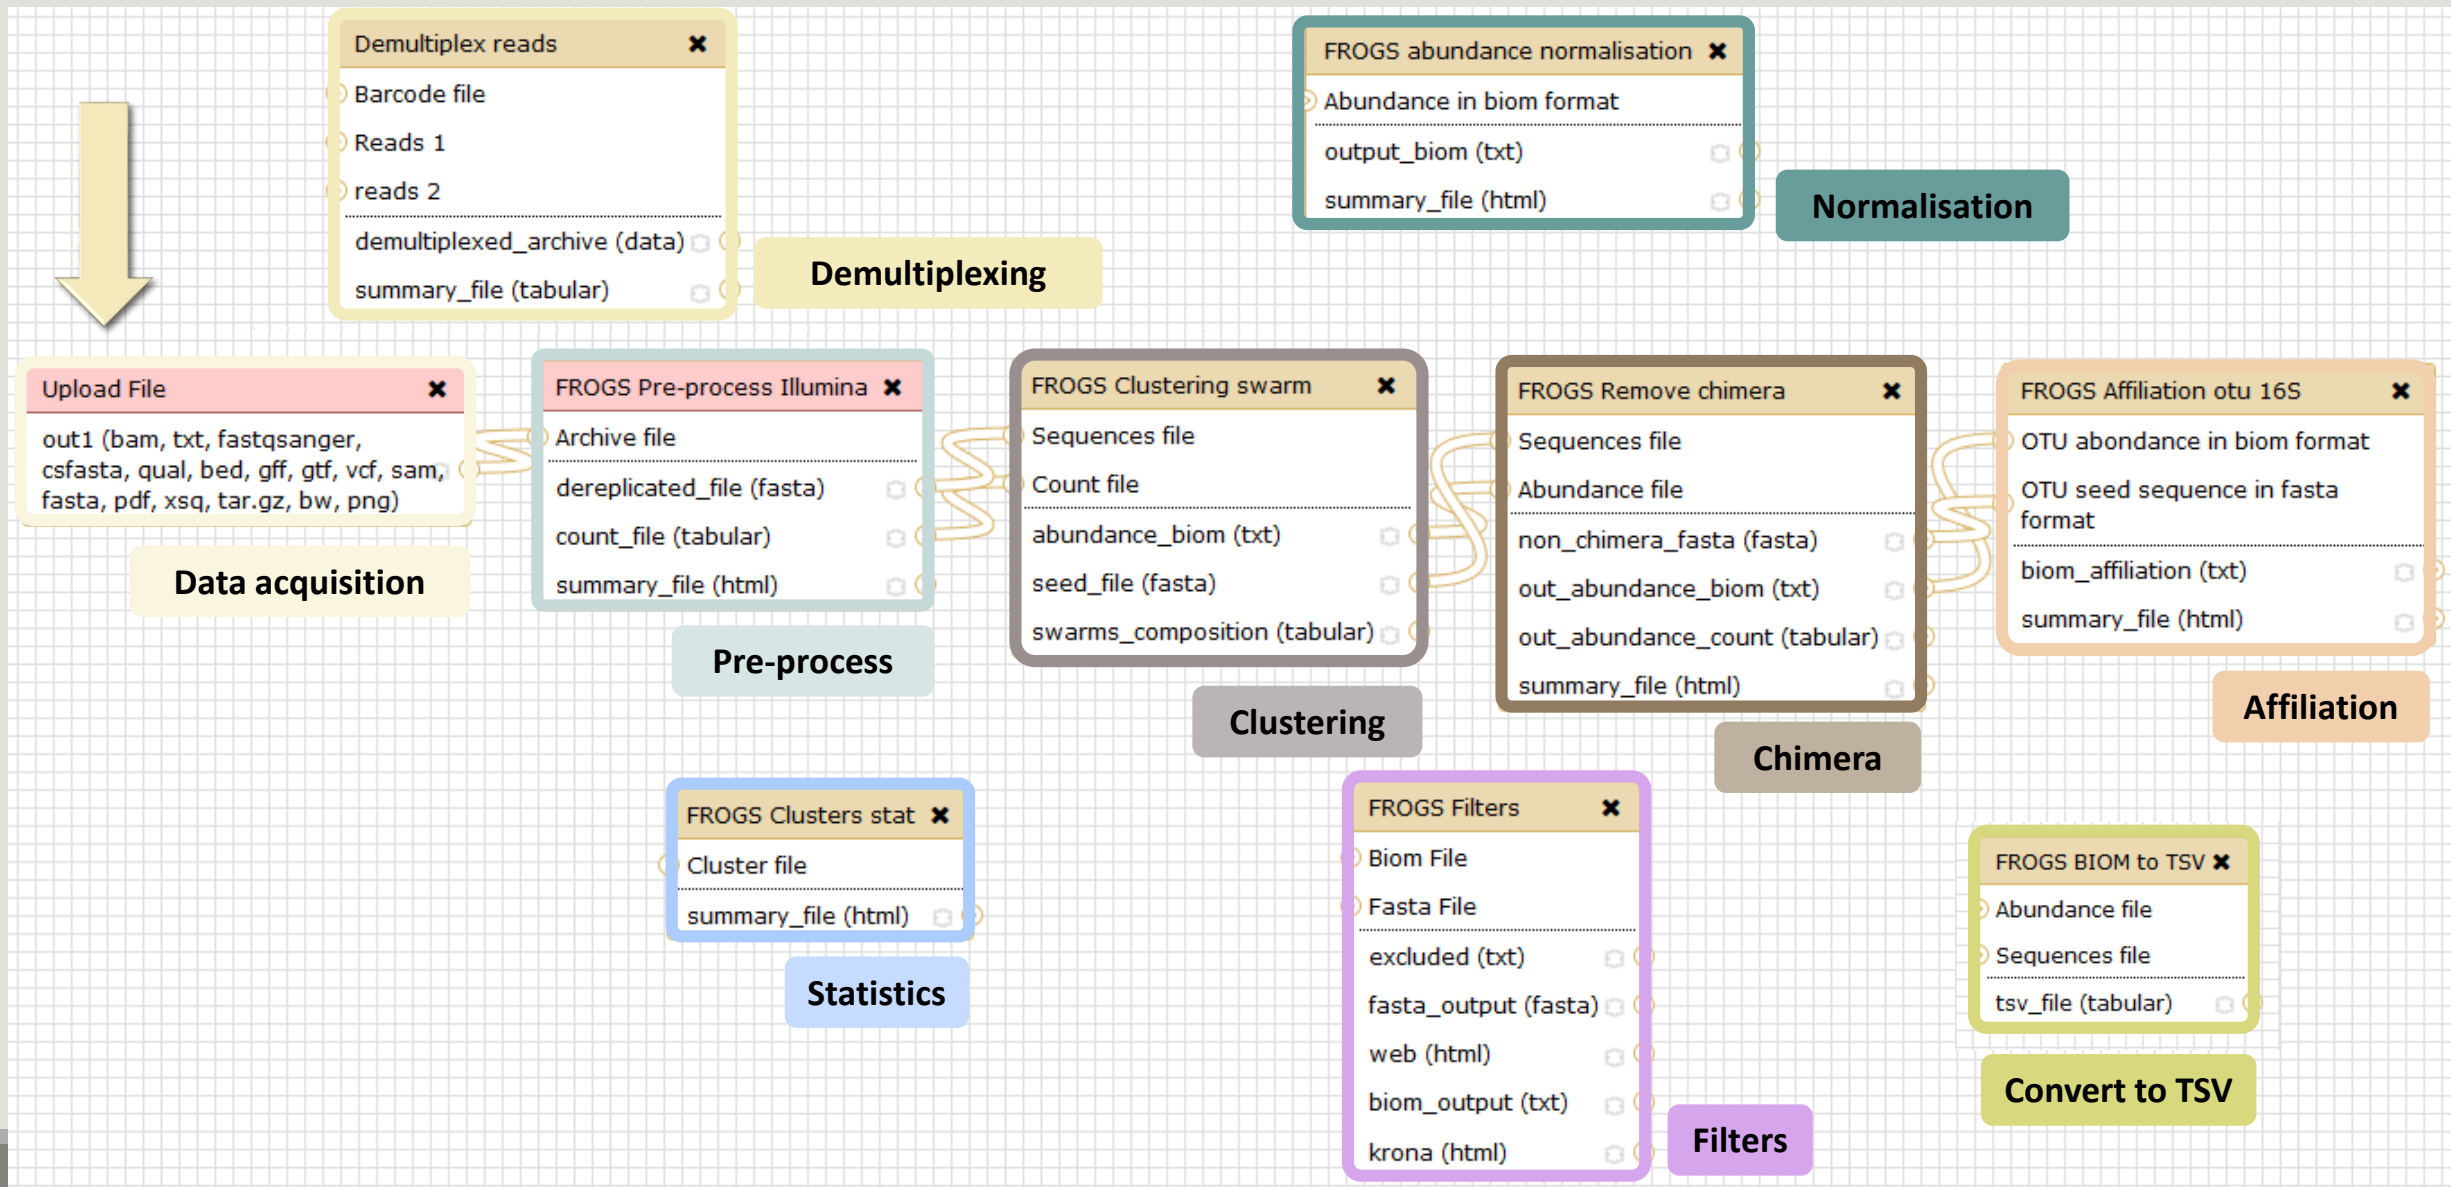 Demultiplex reads
Barcode file
Reads 1
reads 2
demultiplexed_archive (data)
summary_file (tabular)
Demultiplexing
FROGS abundance normalisation
Abundance in biom format
output_biom (txt)
summary_file (html)
Normalisation
Upload File
out1 (bam, txt, fastqsanger,
csfasta, qual, bed, gff, gtf, vcf, sam,
fasta, pdf, xsq, tar.gz, bw, png)
Data acquisition
FROGS Pre-process Illumina
Archive file
dereplicated_file (fasta)
count_file (tabular)
summary_file (html)
Pre-process
FROGS Clustering swarm
Sequences file
Count file
abundance_biom (txt)
seed_file (fasta)
swarms_composition (tabular)
Clustering
FROGS Remove chimera
Sequences file
Abundance file
non_chimera_fasta (fasta)
out_abundance_biom (txt)
out_abundance_count (tabular)
summary_file (html)
Chimera
FROGS Affiliation otu 16S
OTU abondance in biom format
OTU seed sequence in fasta
format
biom_affiliation (txt)
summary_file (html)
Affiliation
FROGS Clusters stat
Cluster file
summary_file (html)
Statistics
FROGS Filters
Biom File
Fasta File
excluded (txt)
fasta_output (fasta)
web (html)
biom_output (txt)
krona (html)
Filters
FROGS BIOM to TSV
Abundance file
Sequences file
tsv_file (tabular)
Convert to TSV